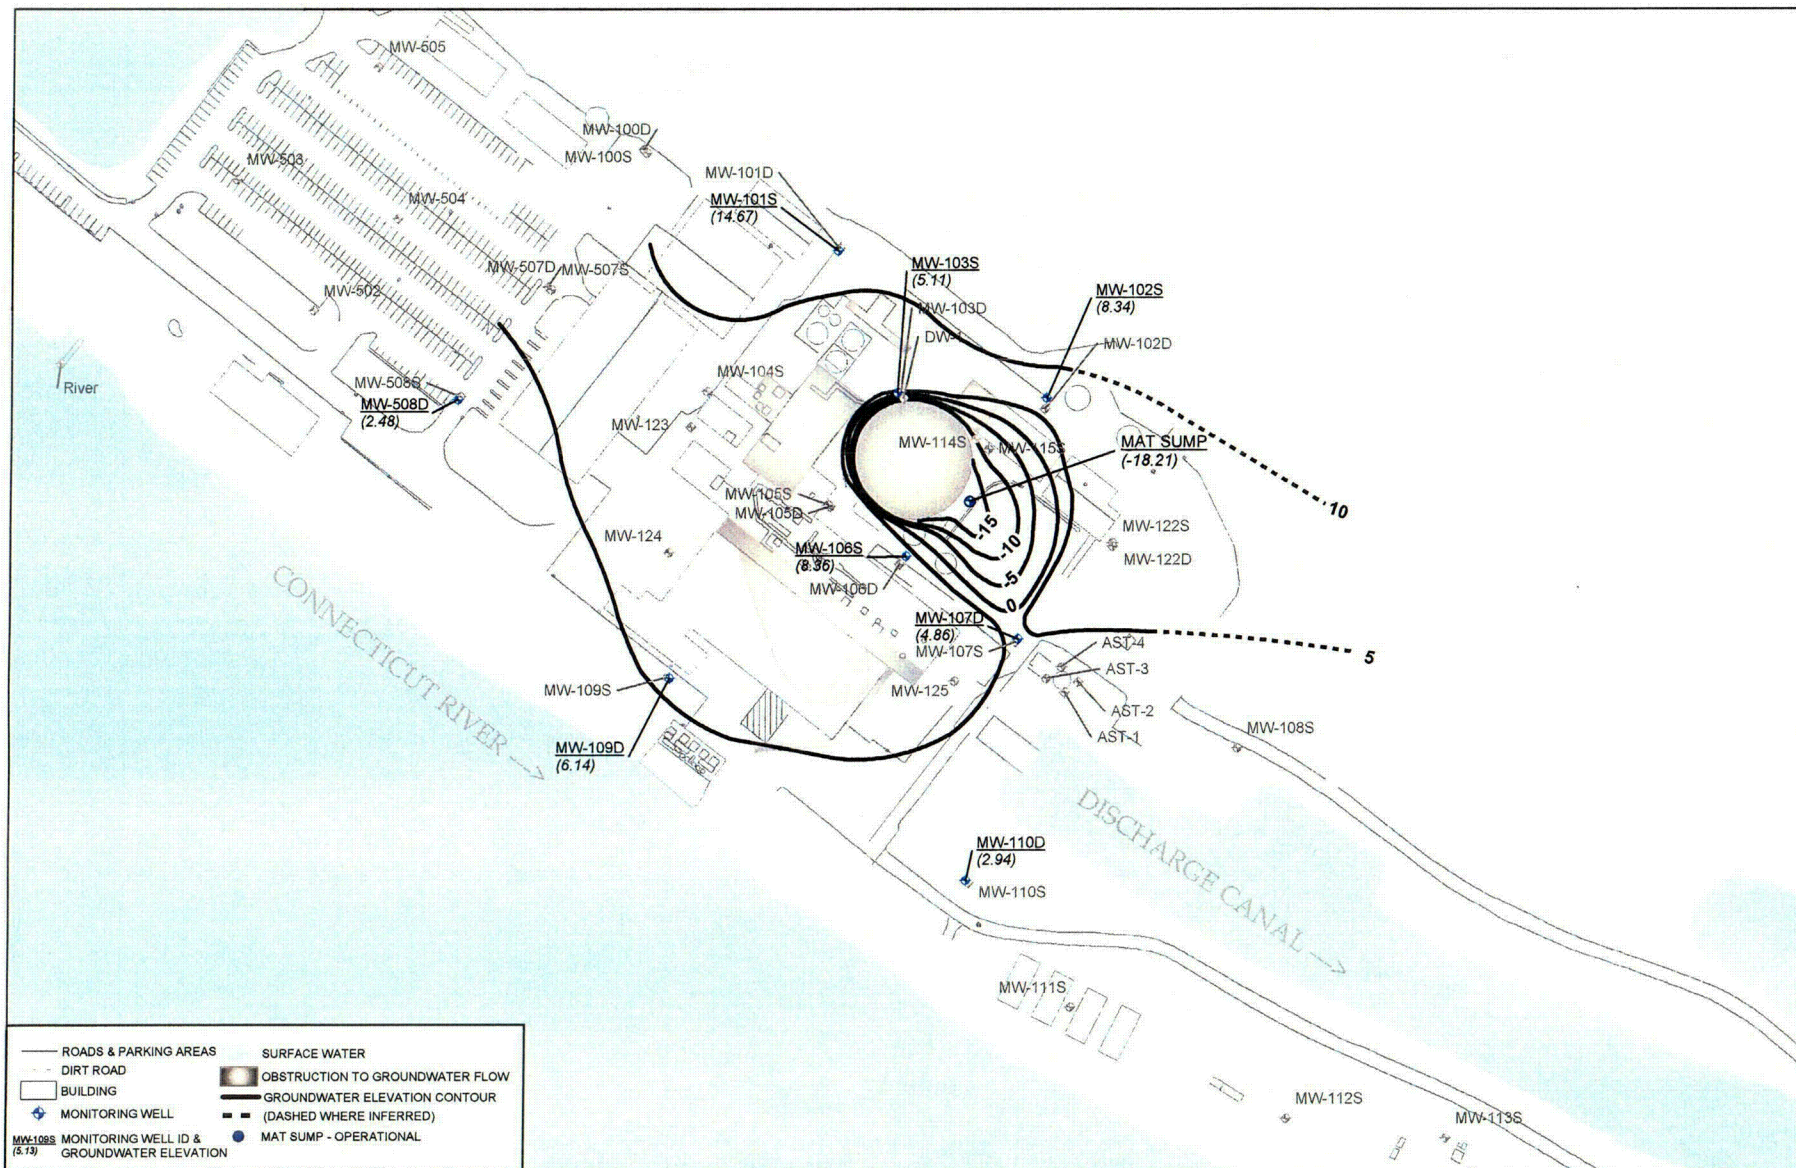 MW-505
MW-100D
MW-100S
MW-503
MW-101D
MW-101S
(14.67)
MW-504
MW-507D
MW-507S
MW-502
MW-103S
(5.11)
MW-103D
DW-1
MW-102S
(8.34)
MW-102D
River
MW-508S
MW-508D
(2.48)
MW-104S
MW-123
MW-114S
MW-115S
MAT SUMP
(-18.21)
MW-105S
MW-105D
10
-15
-10
-5
0
MW-122S
MW-122D
MW-124
MW-106S
(8.36)
MW-106D
MW-107D
(4.86)
MW-107S
AST-4
AST-3
AST-2
AST-1
5
MW-125
MW-109S
MW-109D
(6.14)
MW-108S
CONNECTICUT RIVER
DISCHARGE CANAL
MW-110D
(2.94)
MW-110S
MW-111S
MW-112S
MW-113S
ROADS & PARKING AREAS
DIRT ROAD
BUILDING
MONITORING WELL
MW-109S
(5.13)
MONITORING WELL ID &
GROUNDWATER ELEVATION
SURFACE WATER
OBSTRUCTION TO GROUNDWATER FLOW
GROUNDWATER ELEVATION CONTOUR
(DASHED WHERE INFERRED)
MAT SUMP - OPERATIONAL